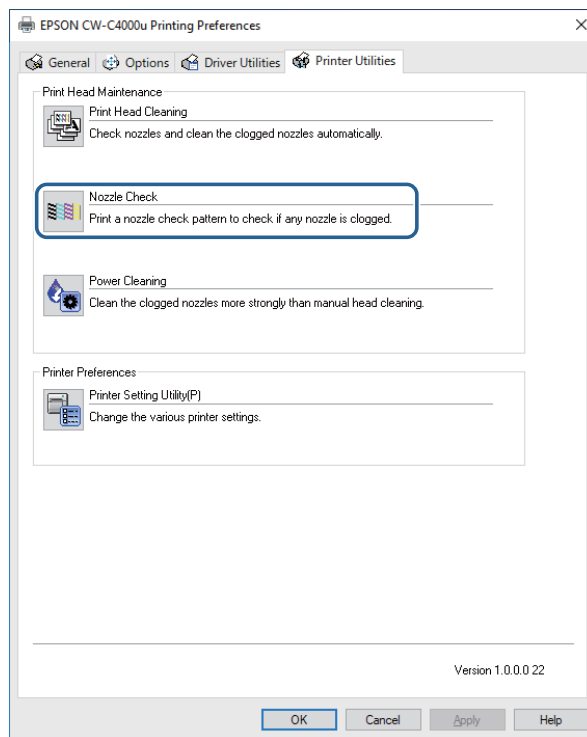 EPSON CW-C4000u Printing Preferences
General Options Driver Utilities Printer Utilities
Print Head Maintenance
Print Head Cleaning
Check nozzles and clean the clogged nozzles automatically.
Nozzle Check
Print a nozzle check pattern to check if any nozzle is clogged.
Power Cleaning
Clean the clogged nozzles more strongly than manual head cleaning.
Printer Preferences
Printer Setting Utility(P)
Change the various printer settings.
Version 1.0.0.0 22
OK Cancel Apply Help